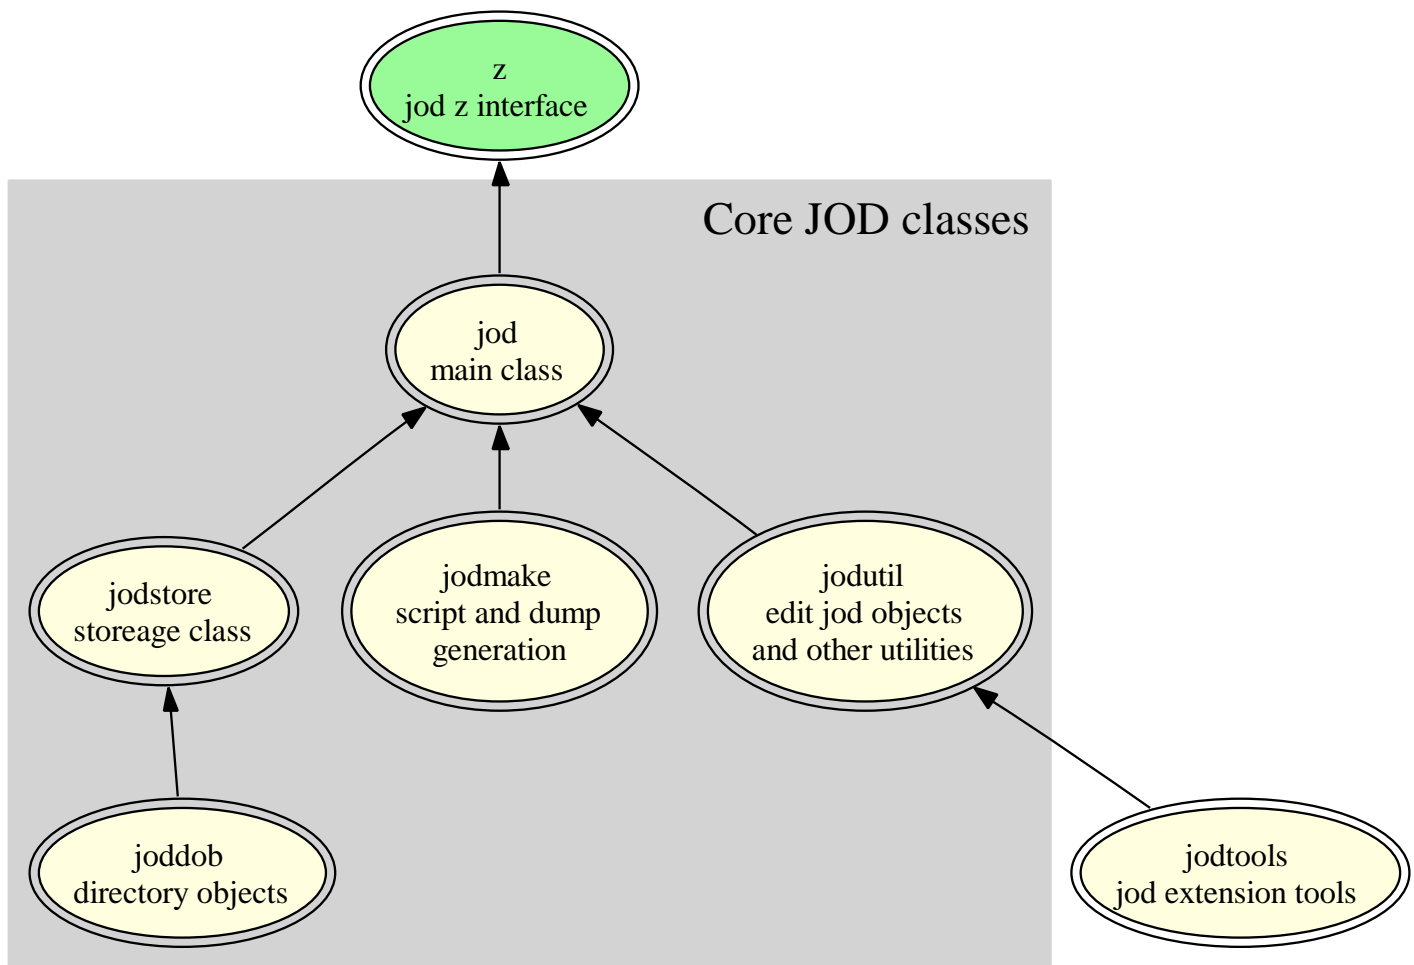 z
jod z interface
Core JOD classes
jod
main class
jodstore
storeage class
jodmake
script and dump
generation
jodutil
edit jod objects
and other utilities
joddob
directory objects
jodtools
jod extension tools